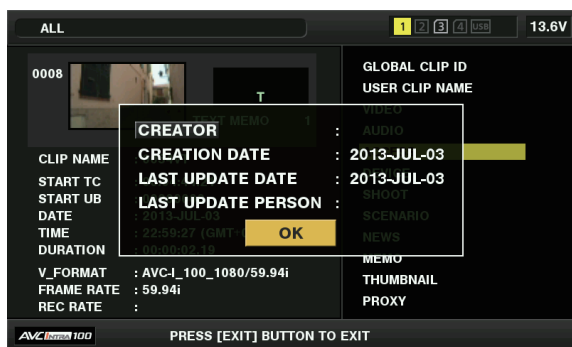 ALL
1 2 3 4 USB
13.6V
0008
T
TEXT MEMO 1
CLIP NAME :
START TC
START UB
DATE : 2013-JUL-03
TIME : 22:59:27 (GMT
DURATION : 00:00:02.19
V_FORMAT : AVC-I_100_1080/59.94i
FRAME RATE : 59.94i
REC RATE :
CREATOR :
CREATION DATE : 2013-JUL-03
LAST UPDATE DATE : 2013-JUL-03
LAST UPDATE PERSON :
OK
GLOBAL CLIP ID
USER CLIP NAME
VIDEO
AUDIO
SHOOT
SCENARIO
NEWS
MEMO
THUMBNAIL
PROXY
AVC INTRA 100
PRESS [EXIT] BUTTON TO EXIT